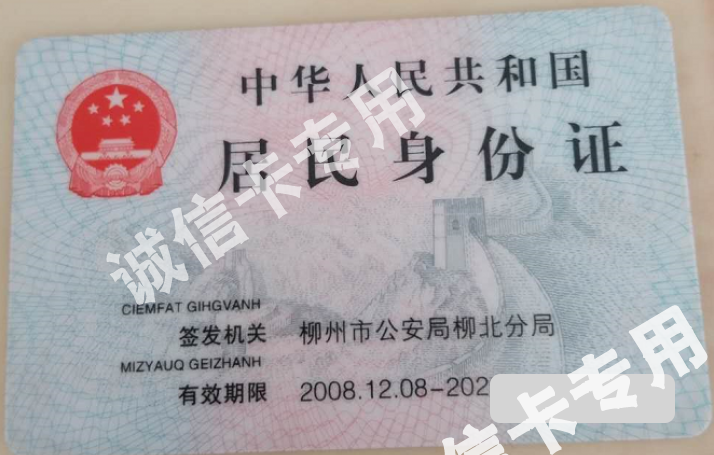 中华人民共和国
居民身份证
诚信卡专用
CIEMFAT GIHGVANH
签发机关 柳州市公安局柳北分局
MIZYAUQ GEIZHANH
有效期限 2008.12.08-202
信卡专用